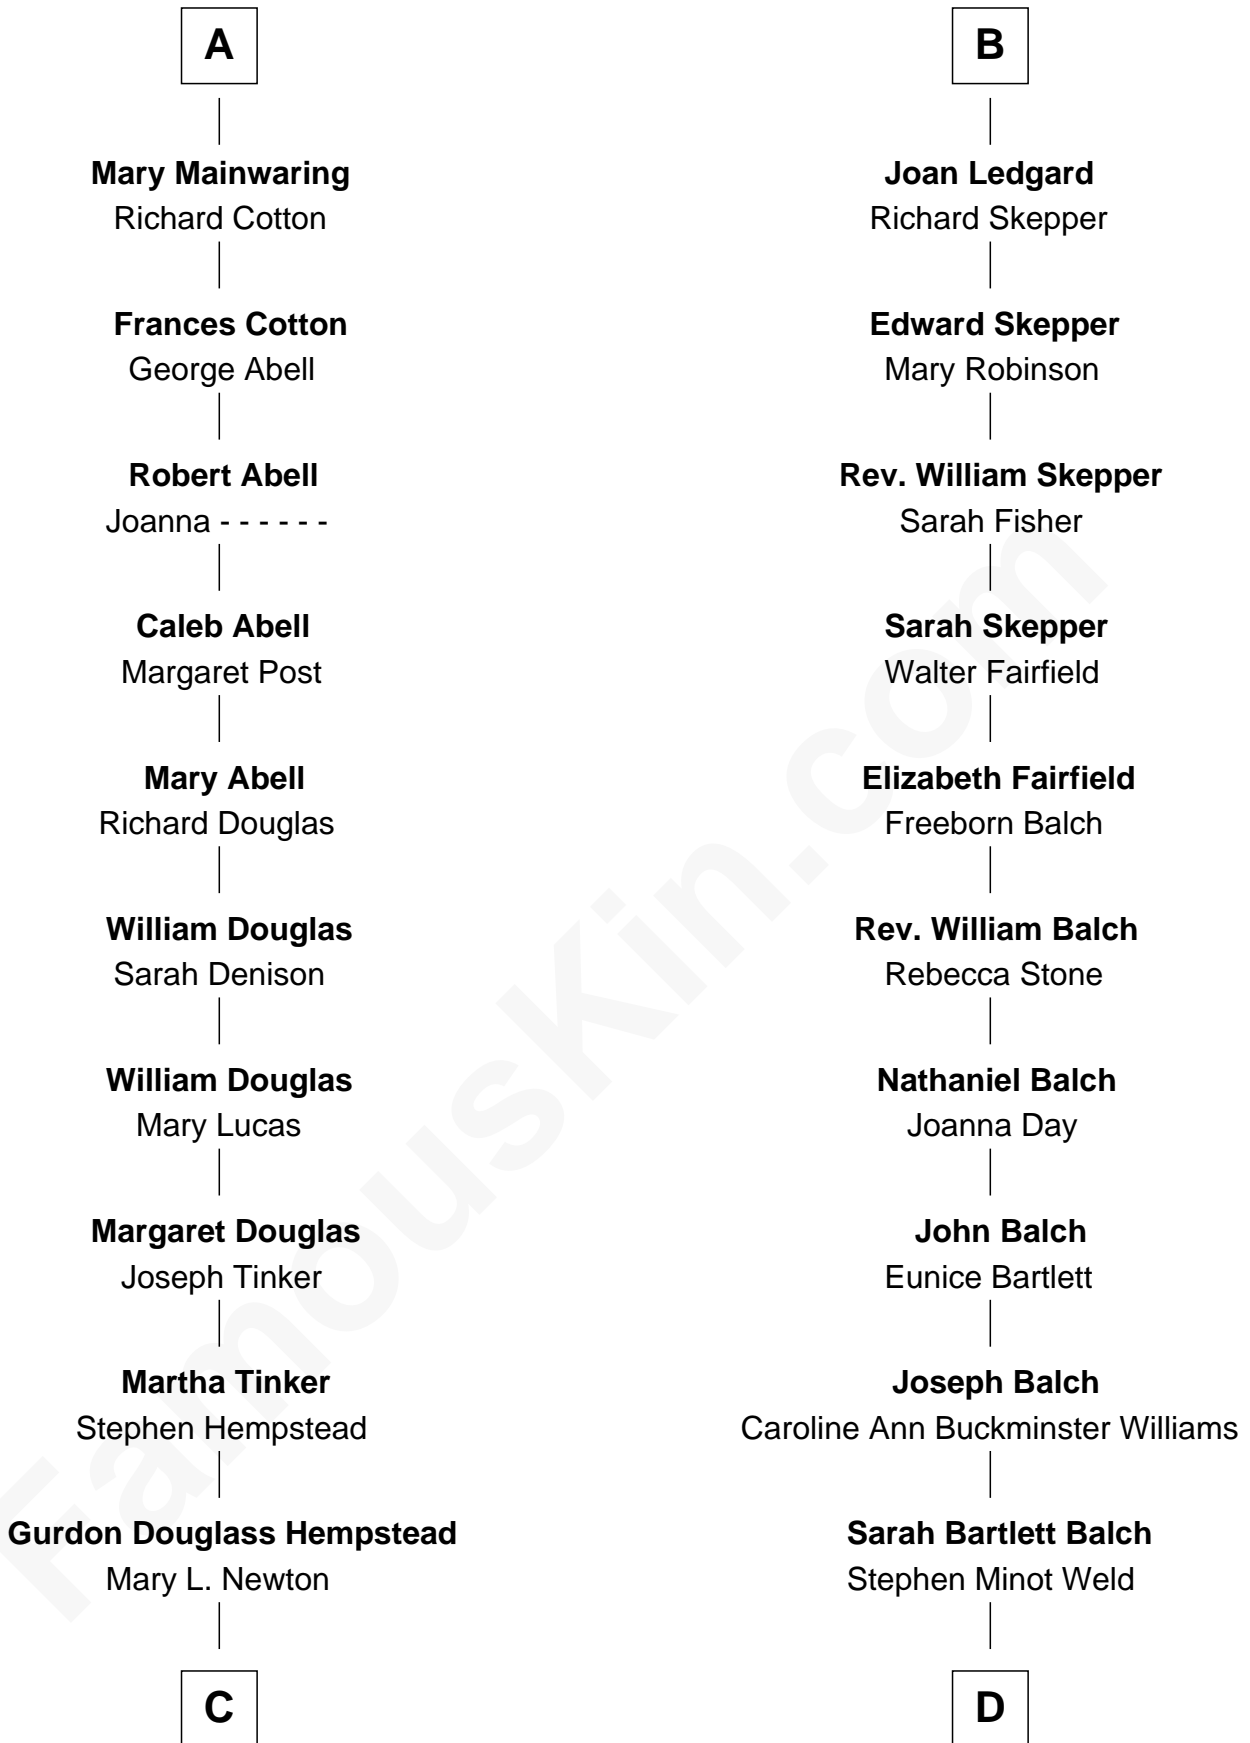 A
Mary Mainwaring
Richard Cotton
Frances Cotton
George Abell
Robert Abell
Joanna - - - - - -
Caleb Abell
Margaret Post
Mary Abell
Richard Douglas
William Douglas
Sarah Denison
William Douglas
Mary Lucas
Margaret Douglas
Joseph Tinker
Martha Tinker
Stephen Hempstead
Gurdon Douglass Hempstead
Mary L. Newton
C
B
Joan Ledgard
Richard Skepper
Edward Skepper
Mary Robinson
Rev. William Skepper
Sarah Fisher
Sarah Skepper
Walter Fairfield
Elizabeth Fairfield
Freeborn Balch
Rev. William Balch
Rebecca Stone
Nathaniel Balch
Joanna Day
John Balch
Eunice Bartlett
Joseph Balch
Caroline Ann Buckminster Williams
Sarah Bartlett Balch
Stephen Minot Weld
D
FamousKin.com